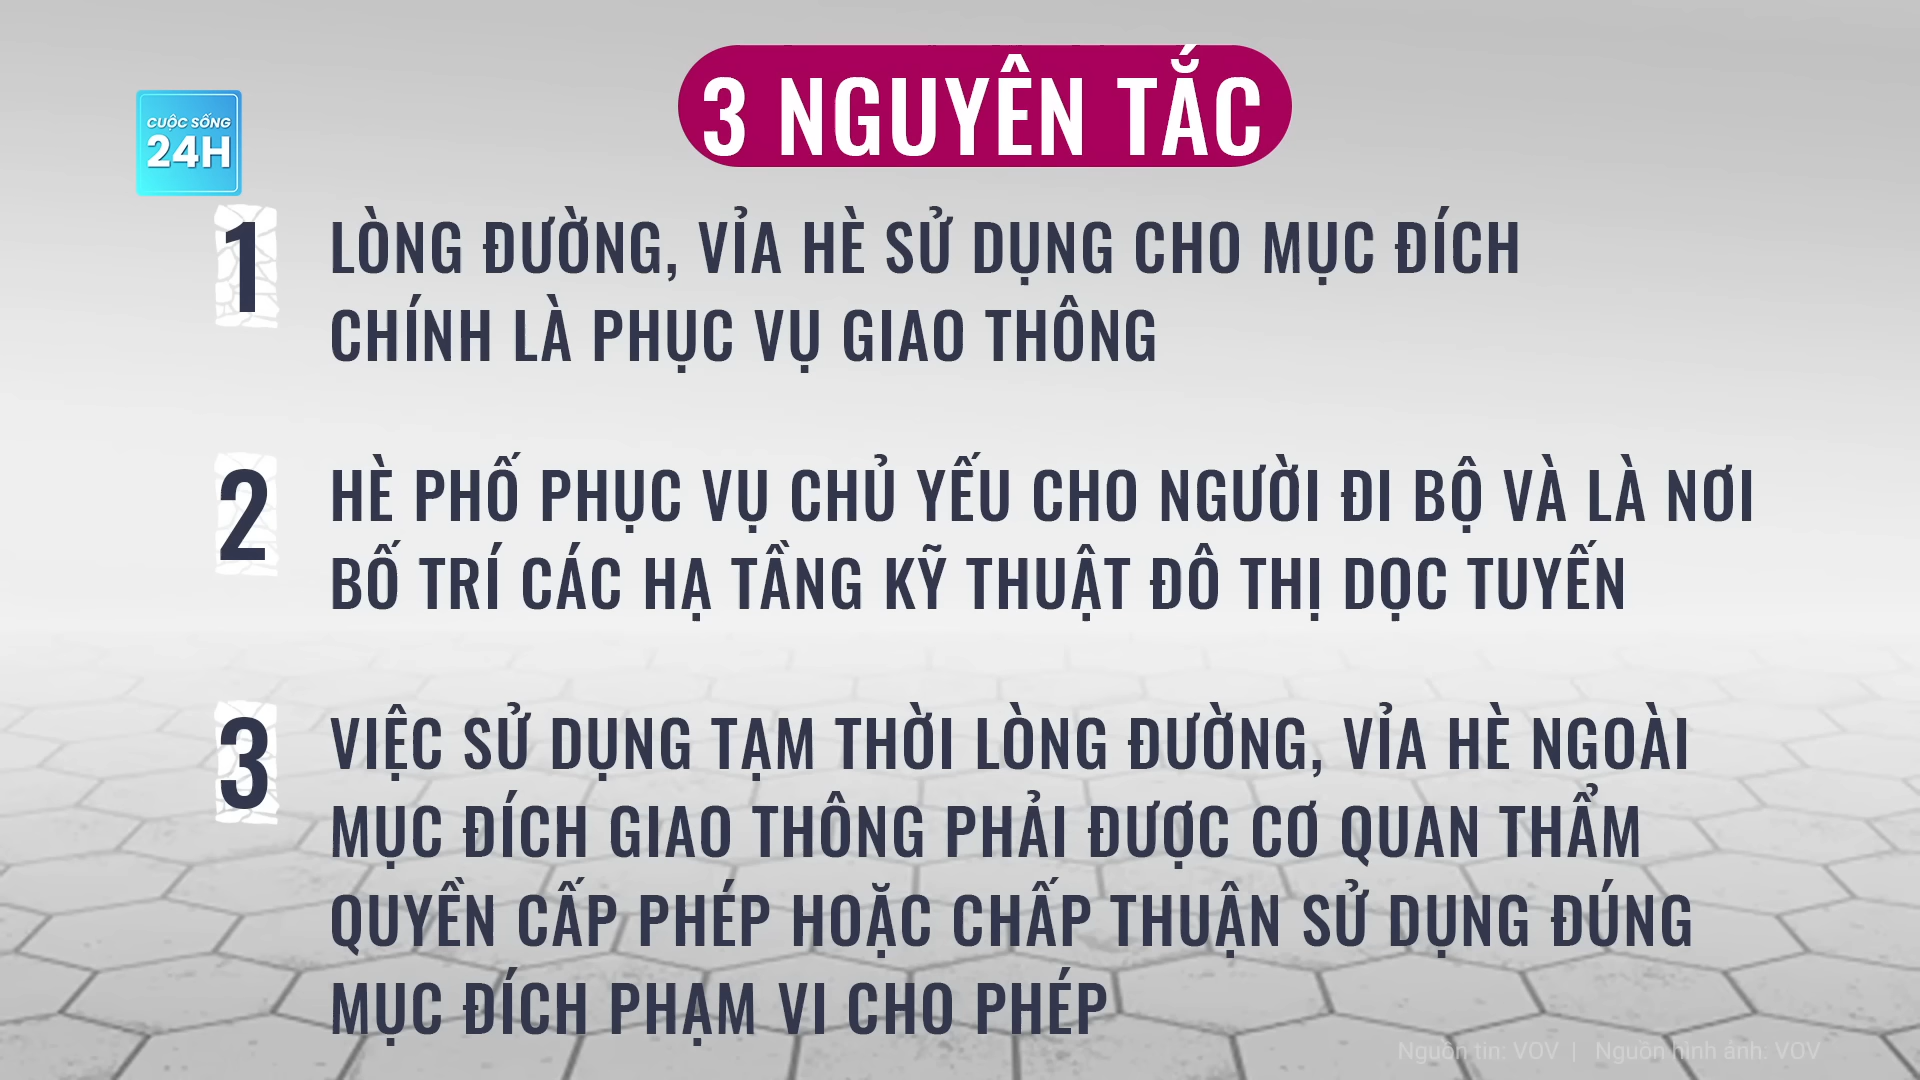 3 NGUYÊN TẮC
CUỘC SỐNG
24H
1
LÒNG ĐƯỜNG, VỈA HÈ SỬ DỤNG CHO MỤC ĐÍCH
CHÍNH LÀ PHỤC VỤ GIAO THÔNG
2
HÈ PHỐ PHỤC VỤ CHỦ YẾU CHO NGƯỜI ĐI BỘ VÀ LÀ NƠI
BỐ TRÍ CÁC HẠ TẦNG KỸ THUẬT ĐÔ THỊ DỌC TUYẾN
3
VIỆC SỬ DỤNG TẠM THỜI LÒNG ĐƯỜNG, VỈA HÈ NGOÀI
MỤC ĐÍCH GIAO THÔNG PHẢI ĐƯỢC CƠ QUAN THẨM
QUYỀN CẤP PHÉP HOẶC CHẤP THUẬN SỬ DỤNG ĐÚNG
MỤC ĐÍCH PHẠM VI CHO PHÉP
Nguồn tin: VOV | Nguồn hình ảnh: VOV